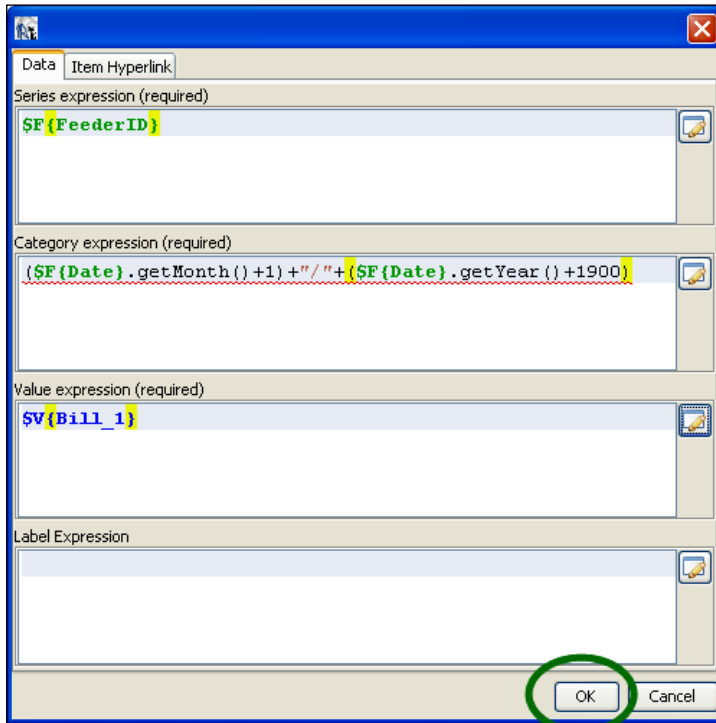 Data
Item Hyperlink
Series expression (required)
$F{FeederID}
Category expression (required)
($F{Date}.getMonth()+1)+"/"+($F{Date}.getYear()+1900)
Value expression (required)
$V{Bill_1}
Label Expression
OK
Cancel